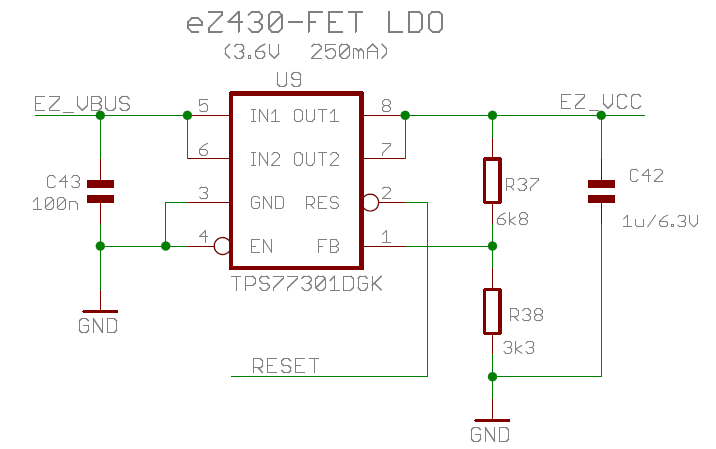 eZ430-FET LDO
(3.6V 250mA)
U9
EZ_VBUS
5
IN1 OUT1
8
EZ_VCC
6
IN2 OUT2
7
C43
100n
3
GND RES
2
R37
6k8
C42
1u/6.3V
4
EN FB
1
TPS77301DGK
GND
R38
3k3
RESET
GND